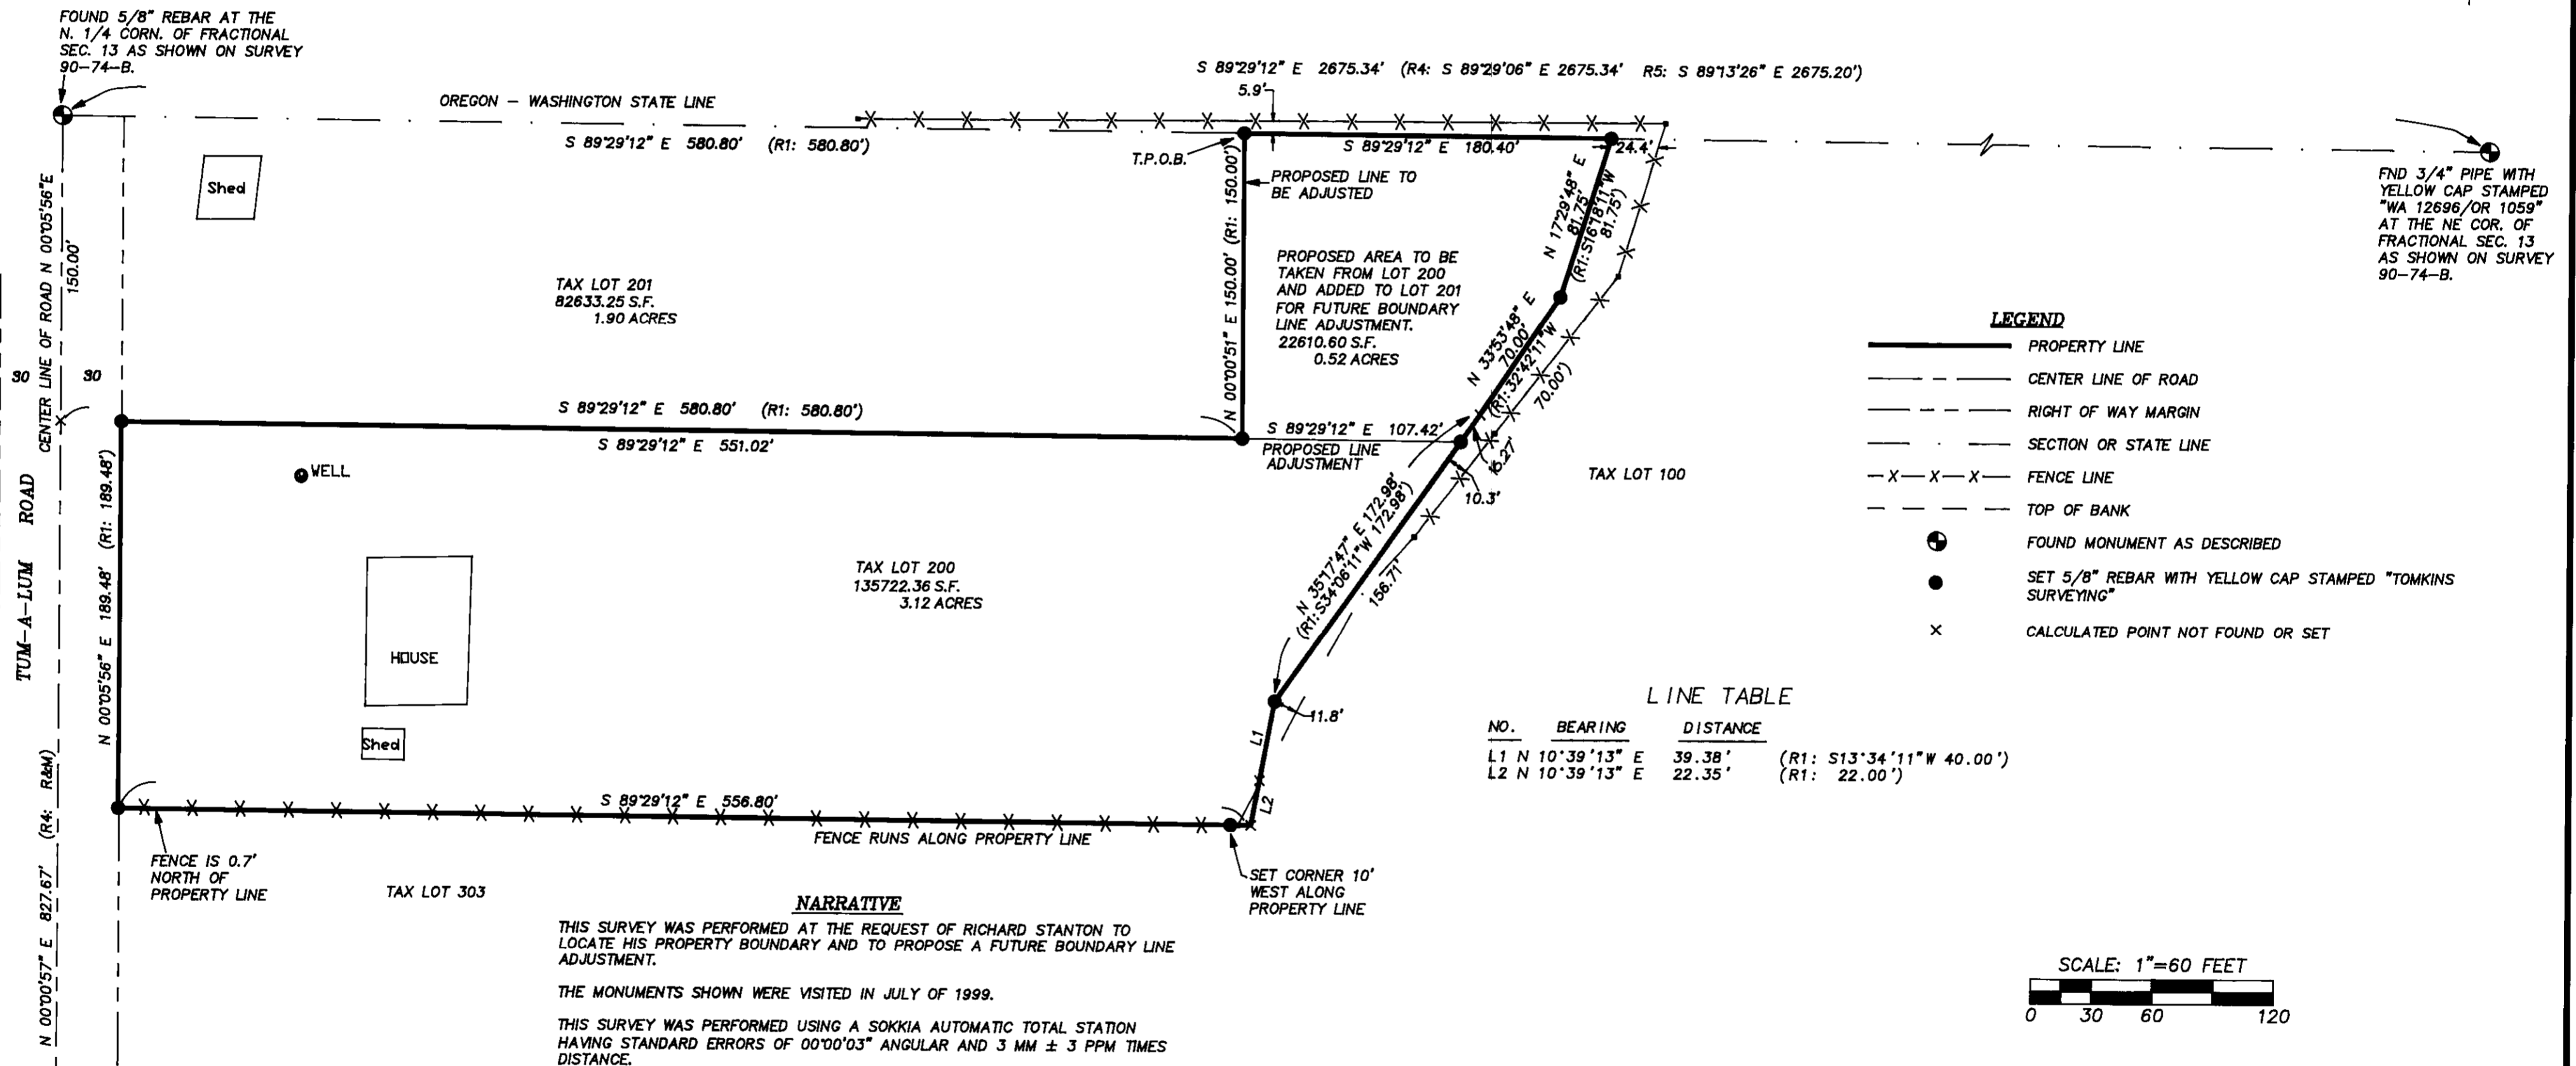 FOUND 5/8" REBAR AT THE
N. 1/4 CORN. OF FRACTIONAL
SEC. 13 AS SHOWN ON SURVEY
90-74-B.
S 89°29'12" E 2675.34' (R4: S 89°29'06" E 2675.34' R5: S 89°13'26" E 2675.20')
5.9'
OREGON - WASHINGTON STATE LINE
S 89°29'12" E 580.80' (R1: 580.80')
T.P.O.B.
S 89°29'12" E 180.40'
24.4'
FND 3/4" PIPE WITH
YELLOW CAP STAMPED
"WA 12696/OR 1059"
AT THE NE COR. OF
FRACTIONAL SEC. 13
AS SHOWN ON SURVEY
90-74-B.
Shed
PROPOSED LINE TO
BE ADJUSTED
N 17°29'48" E
81.75'
(R1: S16°18'11"W
81.75')
CENTER LINE OF ROAD N 00°05'56"E
150.00'
N 00°00'51" E 150.00' (R1: 150.00')
PROPOSED AREA TO BE
TAKEN FROM LOT 200
AND ADDED TO LOT 201
FOR FUTURE BOUNDARY
LINE ADJUSTMENT.
22610.60 S.F.
0.52 ACRES
TAX LOT 201
82633.25 S.F.
1.90 ACRES
30 30
N 33°53'48" E
70.00'
(R1:32°42'11"W
70.00')
S 89°29'12" E 580.80' (R1: 580.80')
S 89°29'12" E 551.02'
S 89°29'12" E 107.42'
PROPOSED LINE
ADJUSTMENT
16.27'
10.3'
TAX LOT 100
WELL
TUM-A-LUM ROAD
N 00°05'56" E 189.48' (R1: 189.48')
N 35°17'47" E 172.98'
(R1:S34°06'11"W 172.98')
156.71'
TAX LOT 200
135722.36 S.F.
3.12 ACRES
HOUSE
Shed
11.8'
L1
L2
S 89°29'12" E 556.80'
FENCE RUNS ALONG PROPERTY LINE
FENCE IS 0.7'
NORTH OF
PROPERTY LINE
TAX LOT 303
SET CORNER 10'
WEST ALONG
PROPERTY LINE
N 00°00'57" E 827.67' (R4: R&M)
LEGEND
PROPERTY LINE
CENTER LINE OF ROAD
RIGHT OF WAY MARGIN
SECTION OR STATE LINE
FENCE LINE
TOP OF BANK
FOUND MONUMENT AS DESCRIBED
SET 5/8" REBAR WITH YELLOW CAP STAMPED "TOMKINS
SURVEYING"
CALCULATED POINT NOT FOUND OR SET
LINE TABLE
NO. BEARING DISTANCE
L1 N 10°39'13" E 39.38' (R1: S13°34'11"W 40.00')
L2 N 10°39'13" E 22.35' (R1: 22.00')
NARRATIVE
THIS SURVEY WAS PERFORMED AT THE REQUEST OF RICHARD STANTON TO
LOCATE HIS PROPERTY BOUNDARY AND TO PROPOSE A FUTURE BOUNDARY LINE
ADJUSTMENT.
THE MONUMENTS SHOWN WERE VISITED IN JULY OF 1999.
THIS SURVEY WAS PERFORMED USING A SOKKIA AUTOMATIC TOTAL STATION
HAVING STANDARD ERRORS OF 00°00'03" ANGULAR AND 3 MM ± 3 PPM TIMES
DISTANCE.
SCALE: 1"=60 FEET
0 30 60 120